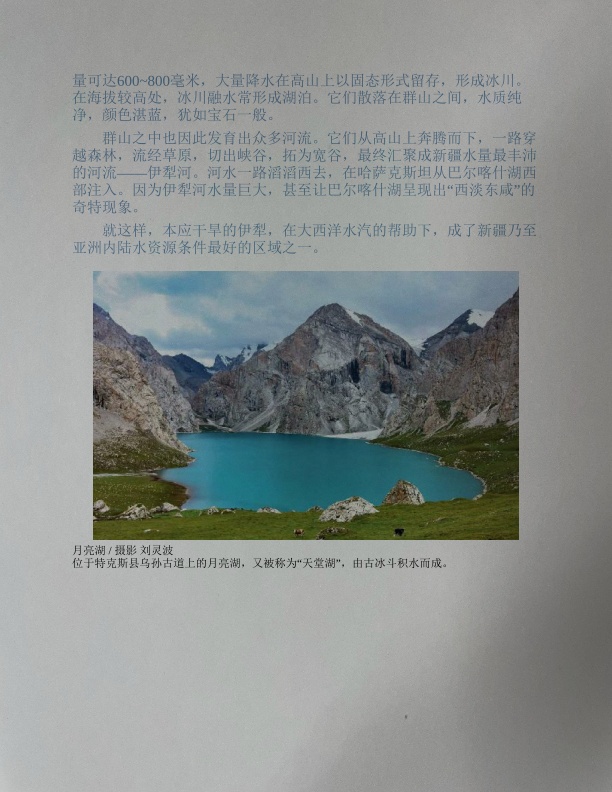 量可达600~800毫米，大量降水在高山上以固态形式留存，形成冰川。
在海拔较高处，冰川融水常形成湖泊。它们散落在群山之间，水质纯
净，颜色湛蓝，犹如宝石一般。
群山之中也因此发育出众多河流。它们从高山上奔腾而下，一路穿
越森林，流经草原，切出峡谷，拓为宽谷，最终汇聚成新疆水量最丰沛
的河流——伊犁河。河水一路滔滔西去，在哈萨克斯坦从巴尔喀什湖西
部注入。因为伊犁河水量巨大，甚至让巴尔喀什湖呈现出“西淡东咸”的
奇特现象。
就这样，本应干旱的伊犁，在大西洋水汽的帮助下，成了新疆乃至
亚洲内陆水资源条件最好的区域之一。
月亮湖 / 摄影 刘灵波
位于特克斯县乌孙古道上的月亮湖，又被称为“天堂湖”，由古冰斗积水而成。